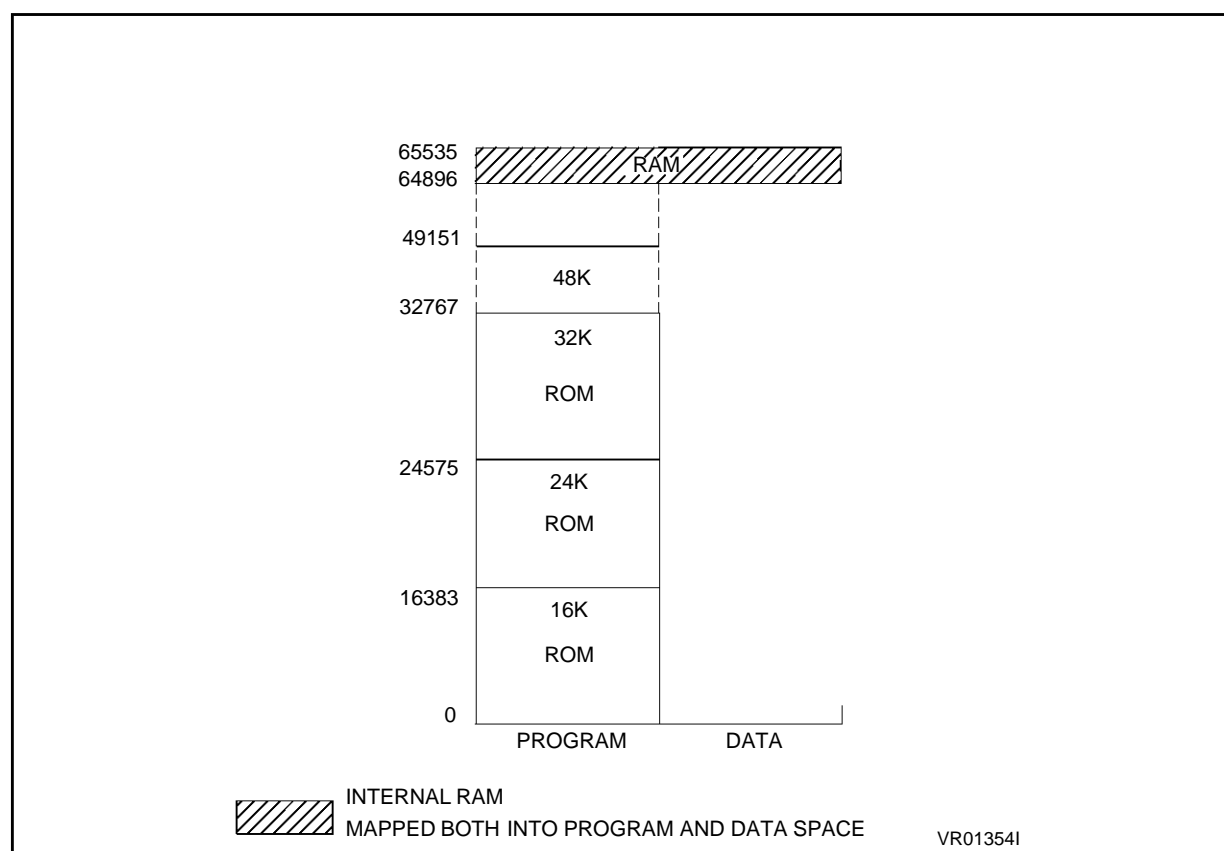 65535
RAM
64896
49151
48K
32767
32K
ROM
24575
24K
ROM
16383
16K
ROM
0
PROGRAM DATA
INTERNAL RAM
MAPPED BOTH INTO PROGRAM AND DATA SPACE
VR01354I